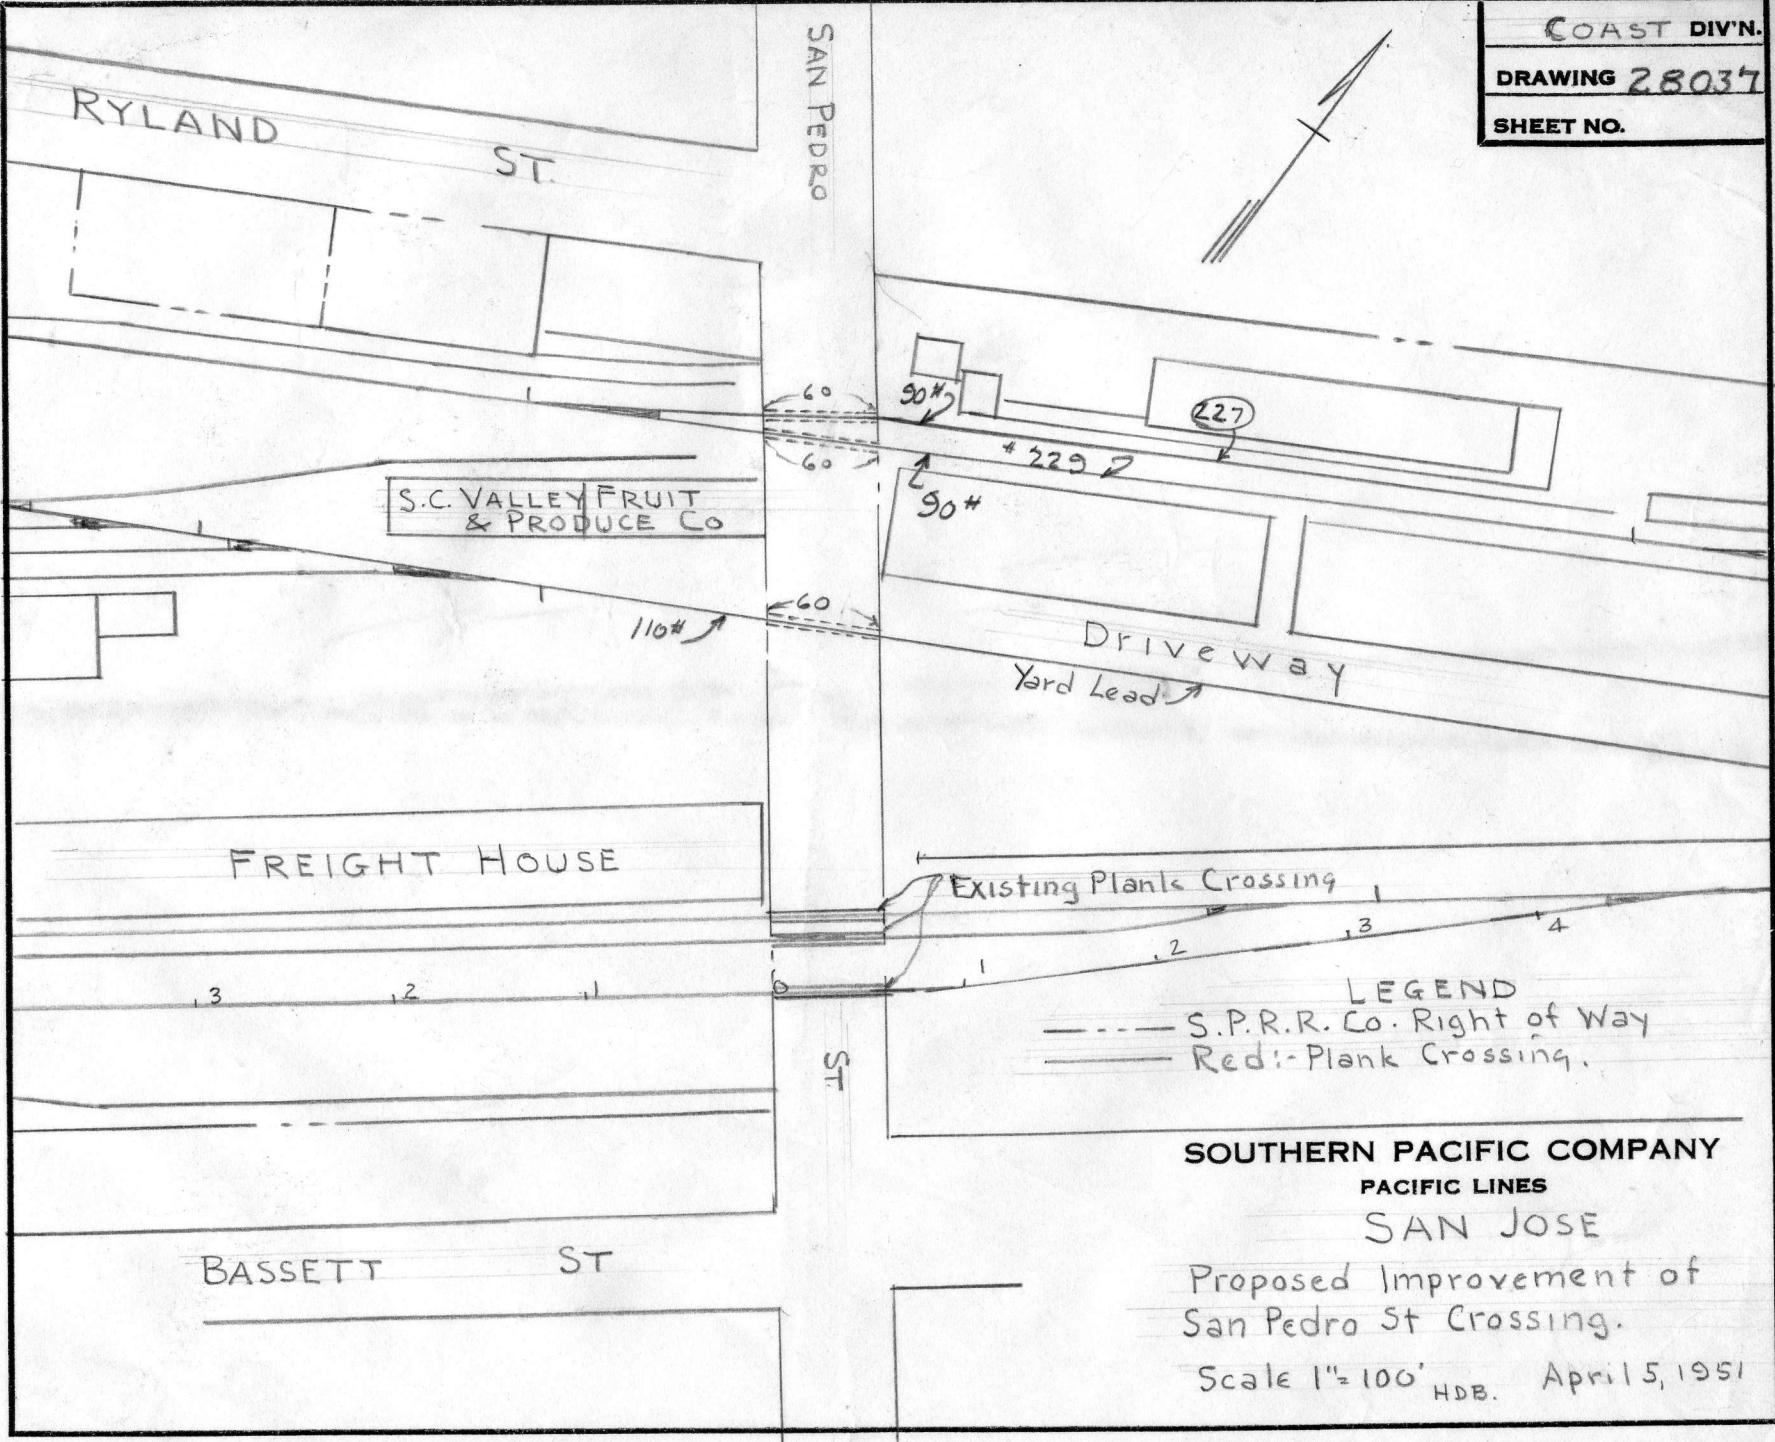 COAST DIV'N.
DRAWING 28037
SHEET NO.
SAN PEDRO
RYLAND ST.
60
90#
227
# 229
60
90#
S.C. VALLEY FRUIT
& PRODUCE CO
60
110#
Driveway
Yard Lead
FREIGHT HOUSE
Existing Plank Crossing
3 2 1 0 1 2 3 4
LEGEND
S.P.R.R. Co. Right of Way
Red:- Plank Crossing.
ST.
SOUTHERN PACIFIC COMPANY
PACIFIC LINES
SAN JOSE
BASSETT ST
Proposed Improvement of
San Pedro St Crossing.
Scale 1"=100' HDB. April 5, 1951